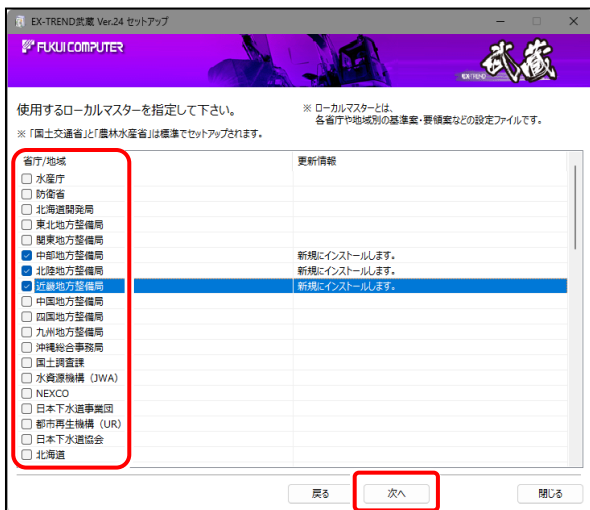 EX-TREND武蔵 Ver.24 セットアップ
FUKUI COMPUTER
EX-TREND 武蔵
使用するローカルマスターを指定して下さい。
※ 「国土交通省」と「農林水産省」は標準でセットアップされます。
※ ローカルマスターとは、
各省庁や地域別の基準案・要領案などの設定ファイルです。
省庁/地域 更新情報
水産庁
防衛省
北海道開発局
東北地方整備局
関東地方整備局
中部地方整備局 新規にインストールします。
北陸地方整備局 新規にインストールします。
近畿地方整備局 新規にインストールします。
中国地方整備局
四国地方整備局
九州地方整備局
沖縄総合事務局
国土調査課
水資源機構（JWA）
NEXCO
日本下水道事業団
都市再生機構（UR）
日本下水道協会
北海道
戻る 次へ 閉じる